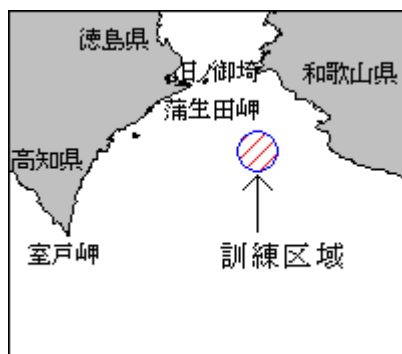 徳島県
日ノ御埼
和歌山県
蒲生田岬
高知県
室戸岬
訓練区域